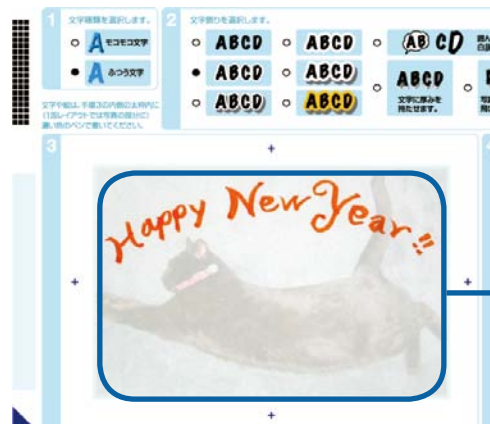 1 文字種類を選択します。
A モコモコ文字
A ふつう文字
文字や絵は、手順3の内側の太枠内に
(1面レイアウトでは写真の部分に)
濃い色のペンで書いてください。
2 文字飾りを選択します。
ABCD ABCD AB CD
ABCD ABCD ABCD
文字に厚みを
持たせます。
ABCD ABCD
3
Happy New Year!!